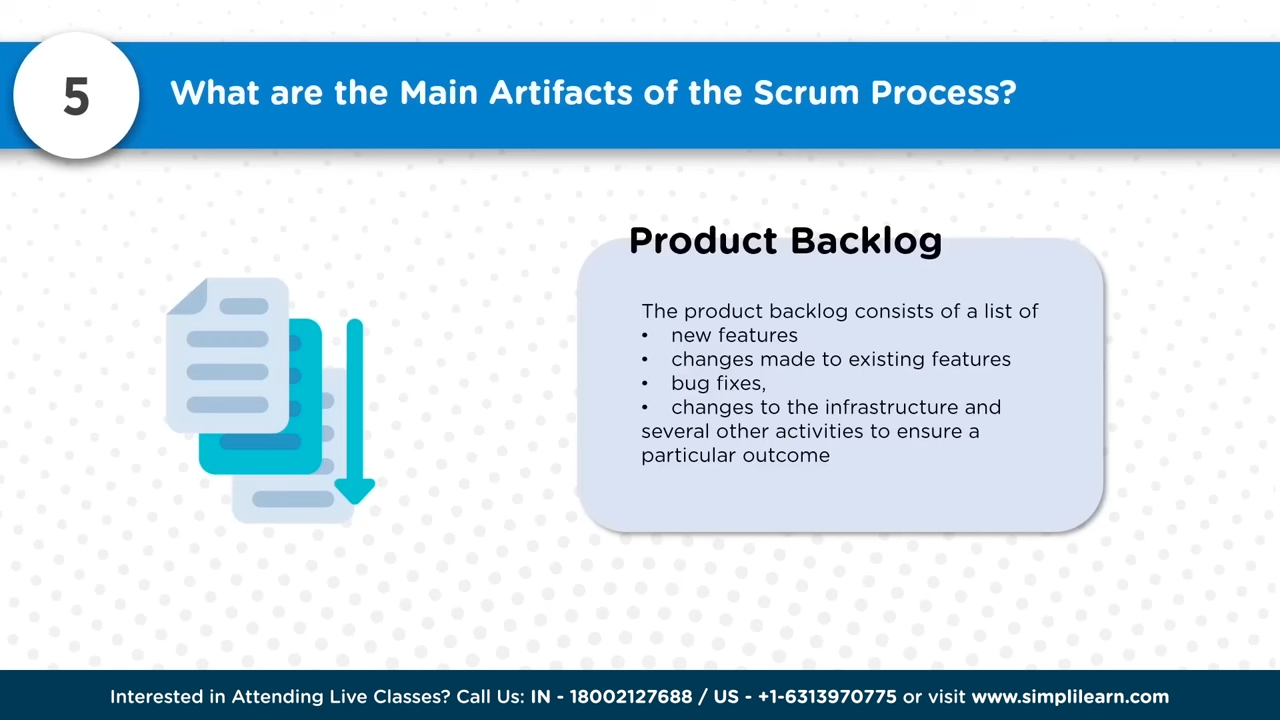 5
What are the Main Artifacts of the Scrum Process?
Product Backlog
The product backlog consists of a list of
• new features
• changes made to existing features
• bug fixes,
• changes to the infrastructure and
several other activities to ensure a
particular outcome
Interested in Attending Live Classes? Call Us: IN - 18002127688 / US - +1-6313970775 or visit www.simplilearn.com